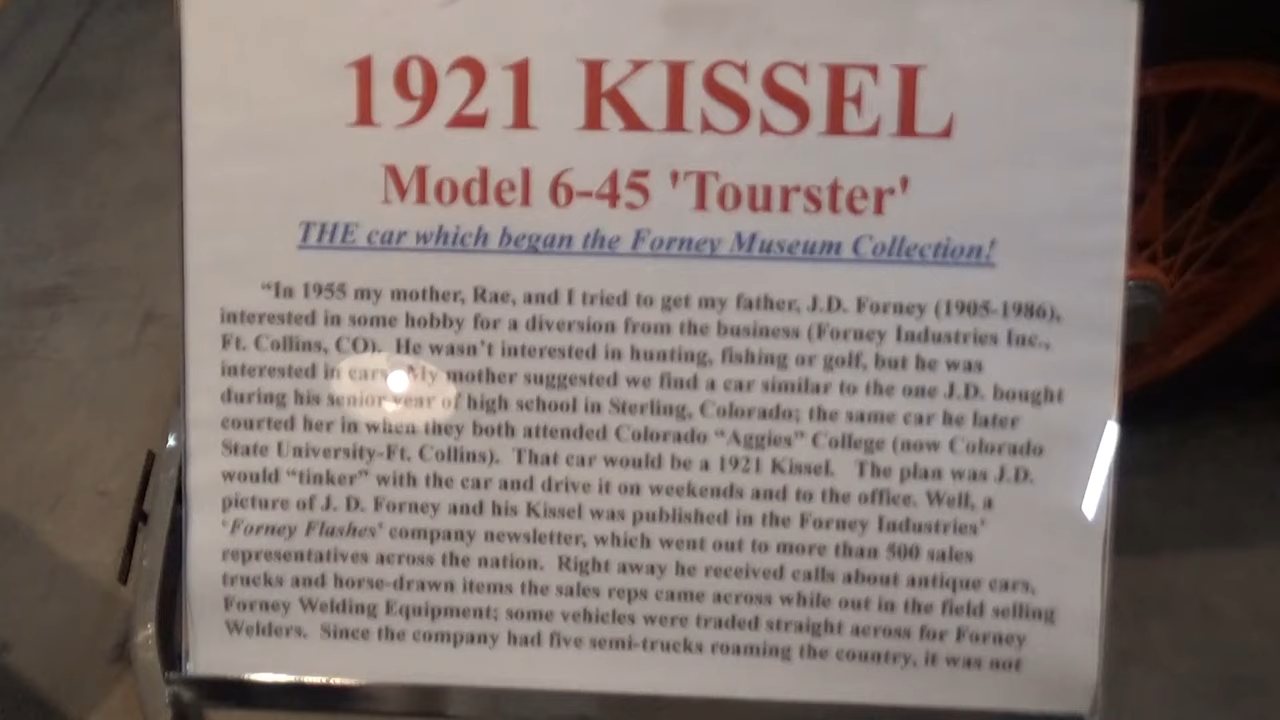 1921 KISSEL
Model 6-45 'Tourster'
THE car which began the Forney Museum Collection!
“In 1955 my mother, Rae, and I tried to get my father, J.D. Forney (1905-1986),
interested in some hobby for a diversion from the business (Forney Industries Inc.,
Ft. Collins, CO). He wasn’t interested in hunting, fishing or golf, but he was
interested in cars. My mother suggested we find a car similar to the one J.D. bought
during his senior year of high school in Sterling, Colorado; the same car he later
courted her in when they both attended Colorado “Aggies” College (now Colorado
State University-Ft. Collins). That car would be a 1921 Kissel. The plan was J.D.
would “tinker” with the car and drive it on weekends and to the office. Well, a
picture of J. D. Forney and his Kissel was published in the Forney Industries’
‘Forney Flashes’ company newsletter, which went out to more than 500 sales
representatives across the nation. Right away he received calls about antique cars,
trucks and horse-drawn items the sales reps came across while out in the field selling
Forney Welding Equipment; some vehicles were traded straight across for Forney
Welders. Since the company had five semi-trucks roaming the country, it was not